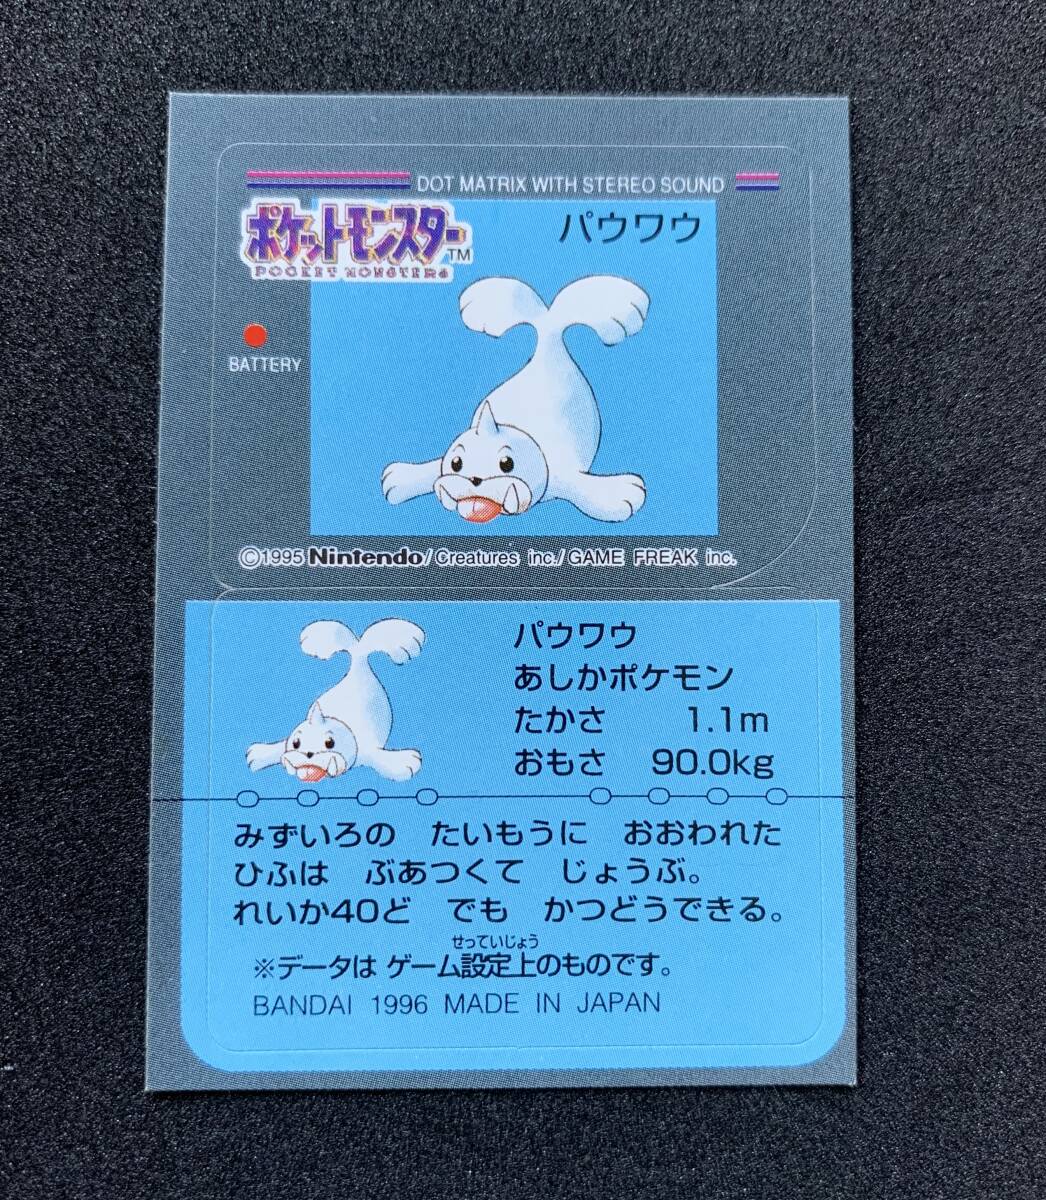 DOT MATRIX WITH STEREO SOUND
ポケットモンスター TM
POCKET MONSTERS
パウワウ
BATTERY
©1995 Nintendo/Creatures inc./GAME FREAK inc.
パウワウ
あしかポケモン
たかさ 1.1m
おもさ 90.0kg
みずいろの たいもうに おおわれた
ひふは ぶあつくて じょうぶ。
れいか40ど でも かつどうできる。
せっていじょう
※データは ゲーム設定上のものです。
BANDAI 1996 MADE IN JAPAN